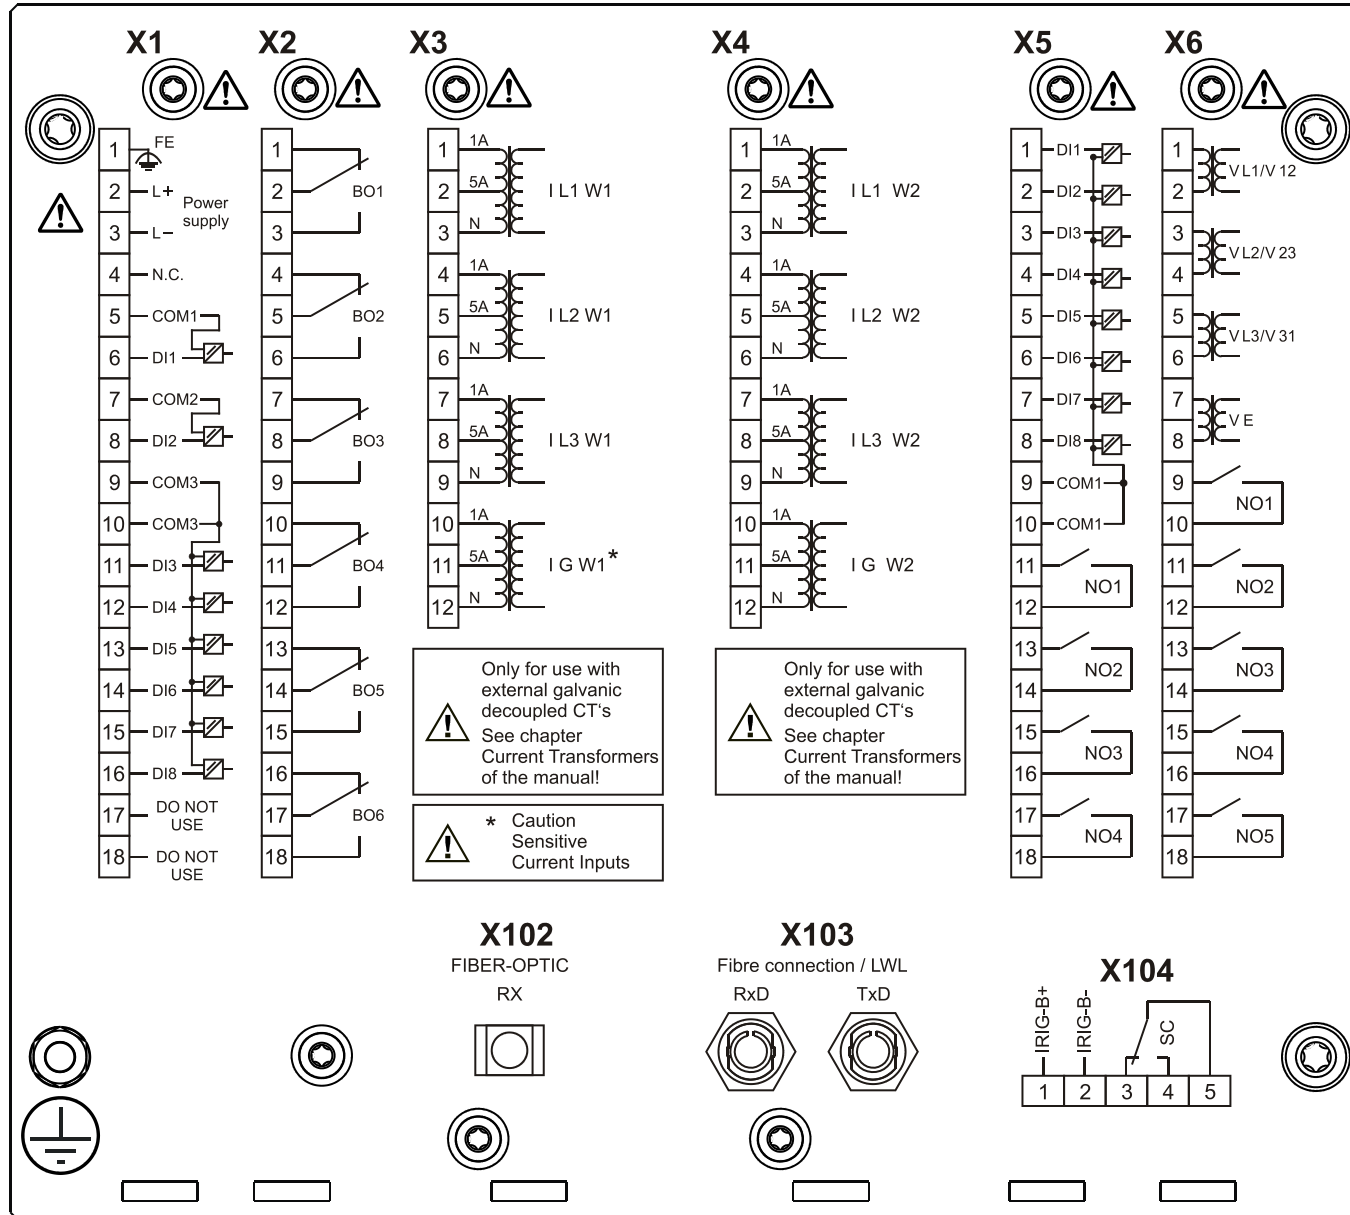 X1
X2
X3
X4
X5
X6
1 FE
2 L+
Power
supply
3 L–
4 N.C.
5 COM1
6 DI1
7 COM2
8 DI2
9 COM3
10 COM3
11 DI3
12 DI4
13 DI5
14 DI6
15 DI7
16 DI8
17 DO NOT
USE
18 DO NOT
USE
1
2 BO1
3
4
5 BO2
6
7
8 BO3
9
10
11 BO4
12
13
14 BO5
15
16
17 BO6
18
1 1A
2 5A I L1 W1
3 N
4 1A
5 5A I L2 W1
6 N
7 1A
8 5A I L3 W1
9 N
10 1A
11 5A I G W1*
12 N
Only for use with
external galvanic
decoupled CT's
See chapter
Current Transformers
of the manual!
* Caution
Sensitive
Current Inputs
1 1A
2 5A I L1 W2
3 N
4 1A
5 5A I L2 W2
6 N
7 1A
8 5A I L3 W2
9 N
10 1A
11 5A I G W2
12 N
Only for use with
external galvanic
decoupled CT's
See chapter
Current Transformers
of the manual!
1 DI1
2 DI2
3 DI3
4 DI4
5 DI5
6 DI6
7 DI7
8 DI8
9 COM1
10 COM1
11
NO1
12
13
NO2
14
15
NO3
16
17
NO4
18
1
V L1/V 12
2
3
V L2/V 23
4
5
V L3/V 31
6
7
V E
8
9
NO1
10
11
NO2
12
13
NO3
14
15
NO4
16
17
NO5
18
X102
FIBER-OPTIC
RX
X103
Fibre connection / LWL
RxD TxD
X104
IRIG-B+
IRIG-B-
SC
1 2 3 4 5